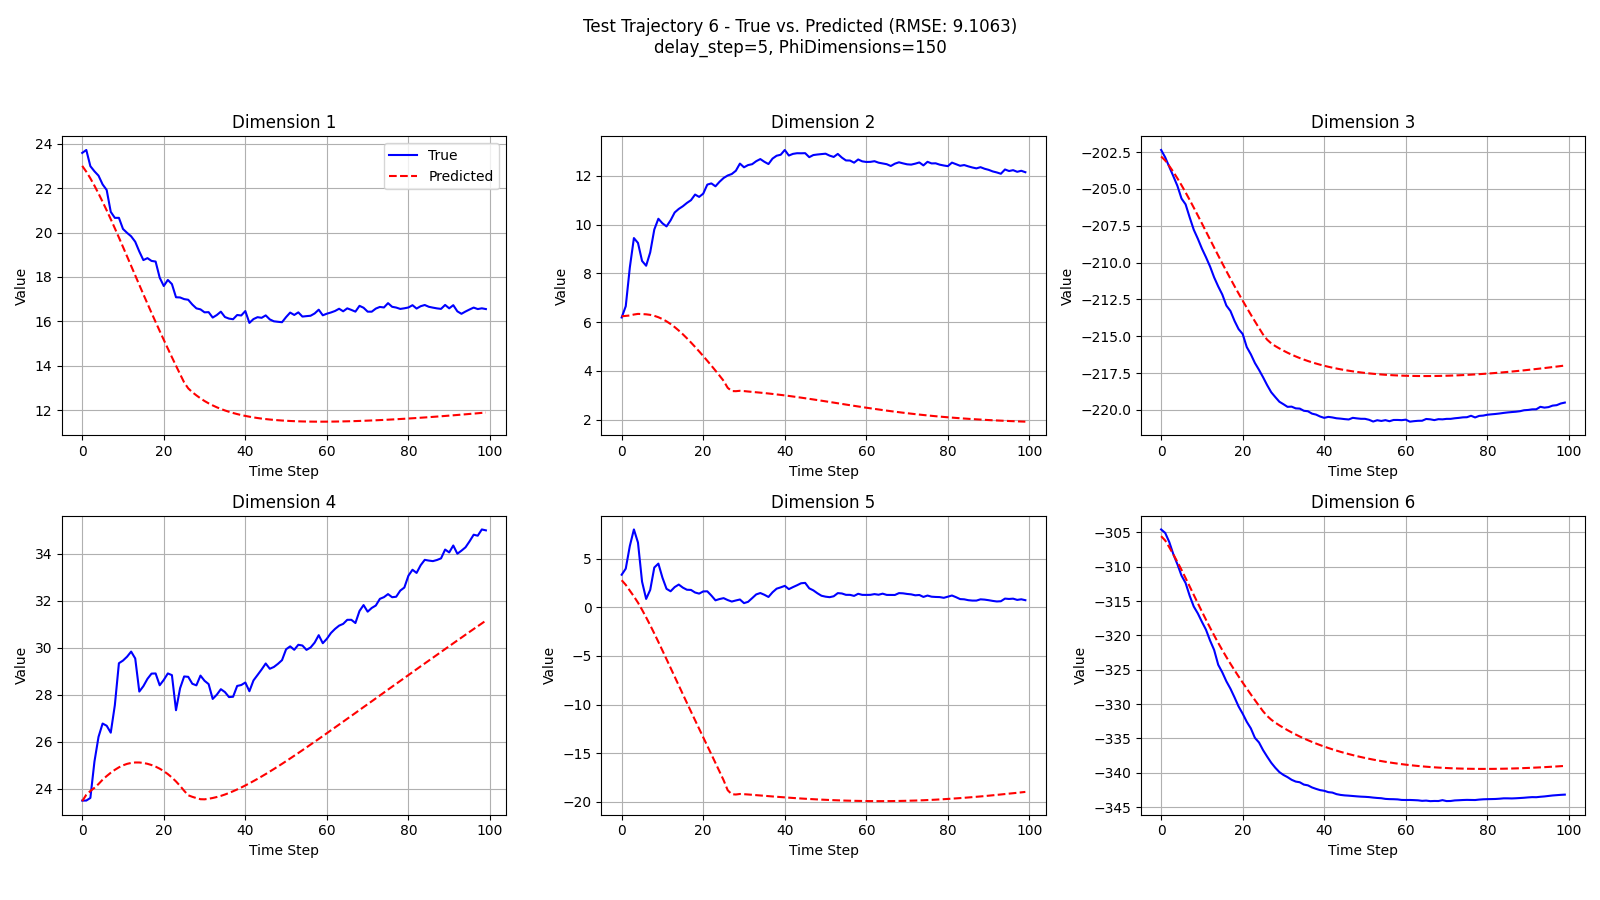 Test Trajectory 6 - True vs. Predicted (RMSE: 9.1063)
delay_step=5, PhiDimensions=150
Dimension 1
24
22
20
18
16
14
12
Value
0 20 40 60 80 100
Time Step
True
Predicted
Dimension 2
12
10
8
6
4
2
Value
0 20 40 60 80 100
Time Step
Dimension 3
−202.5
−205.0
−207.5
−210.0
−212.5
−215.0
−217.5
−220.0
Value
0 20 40 60 80 100
Time Step
Dimension 4
34
32
30
28
26
24
Value
0 20 40 60 80 100
Time Step
Dimension 5
5
0
−5
−10
−15
−20
Value
0 20 40 60 80 100
Time Step
Dimension 6
−305
−310
−315
−320
−325
−330
−335
−340
−345
Value
0 20 40 60 80 100
Time Step